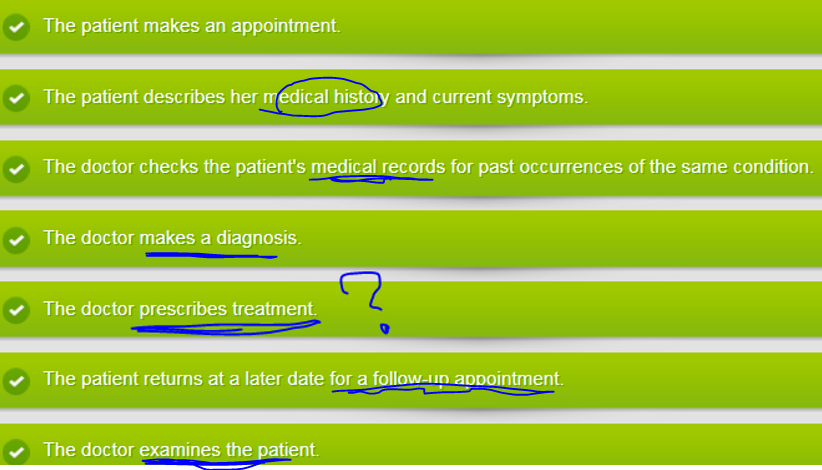 The patient makes an appointment.
The patient describes her medical history and current symptoms.
The doctor checks the patient's medical records for past occurrences of the same condition.
The doctor makes a diagnosis.
The doctor prescribes treatment. ?
The patient returns at a later date for a follow-up appointment.
The doctor examines the patient.